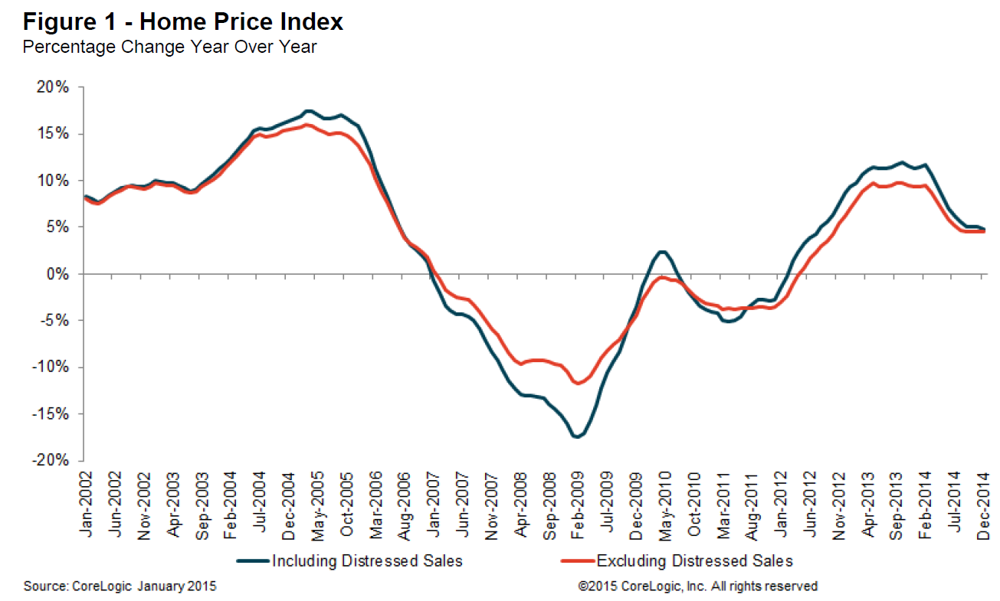 Figure 1 - Home Price Index
Percentage Change Year Over Year
20%
15%
10%
5%
0%
-5%
-10%
-15%
-20%
Jan-2002
Jun-2002
Nov-2002
Apr-2003
Sep-2003
Feb-2004
Jul-2004
Dec-2004
May-2005
Oct-2005
Mar-2006
Aug-2006
Jan-2007
Jun-2007
Nov-2007
Apr-2008
Sep-2008
Feb-2009
Jul-2009
Dec-2009
May-2010
Oct-2010
Mar-2011
Aug-2011
Jan-2012
Jun-2012
Nov-2012
Apr-2013
Sep-2013
Feb-2014
Jul-2014
Dec-2014
Including Distressed Sales
Excluding Distressed Sales
Source: CoreLogic January 2015
©2015 CoreLogic, Inc. All rights reserved